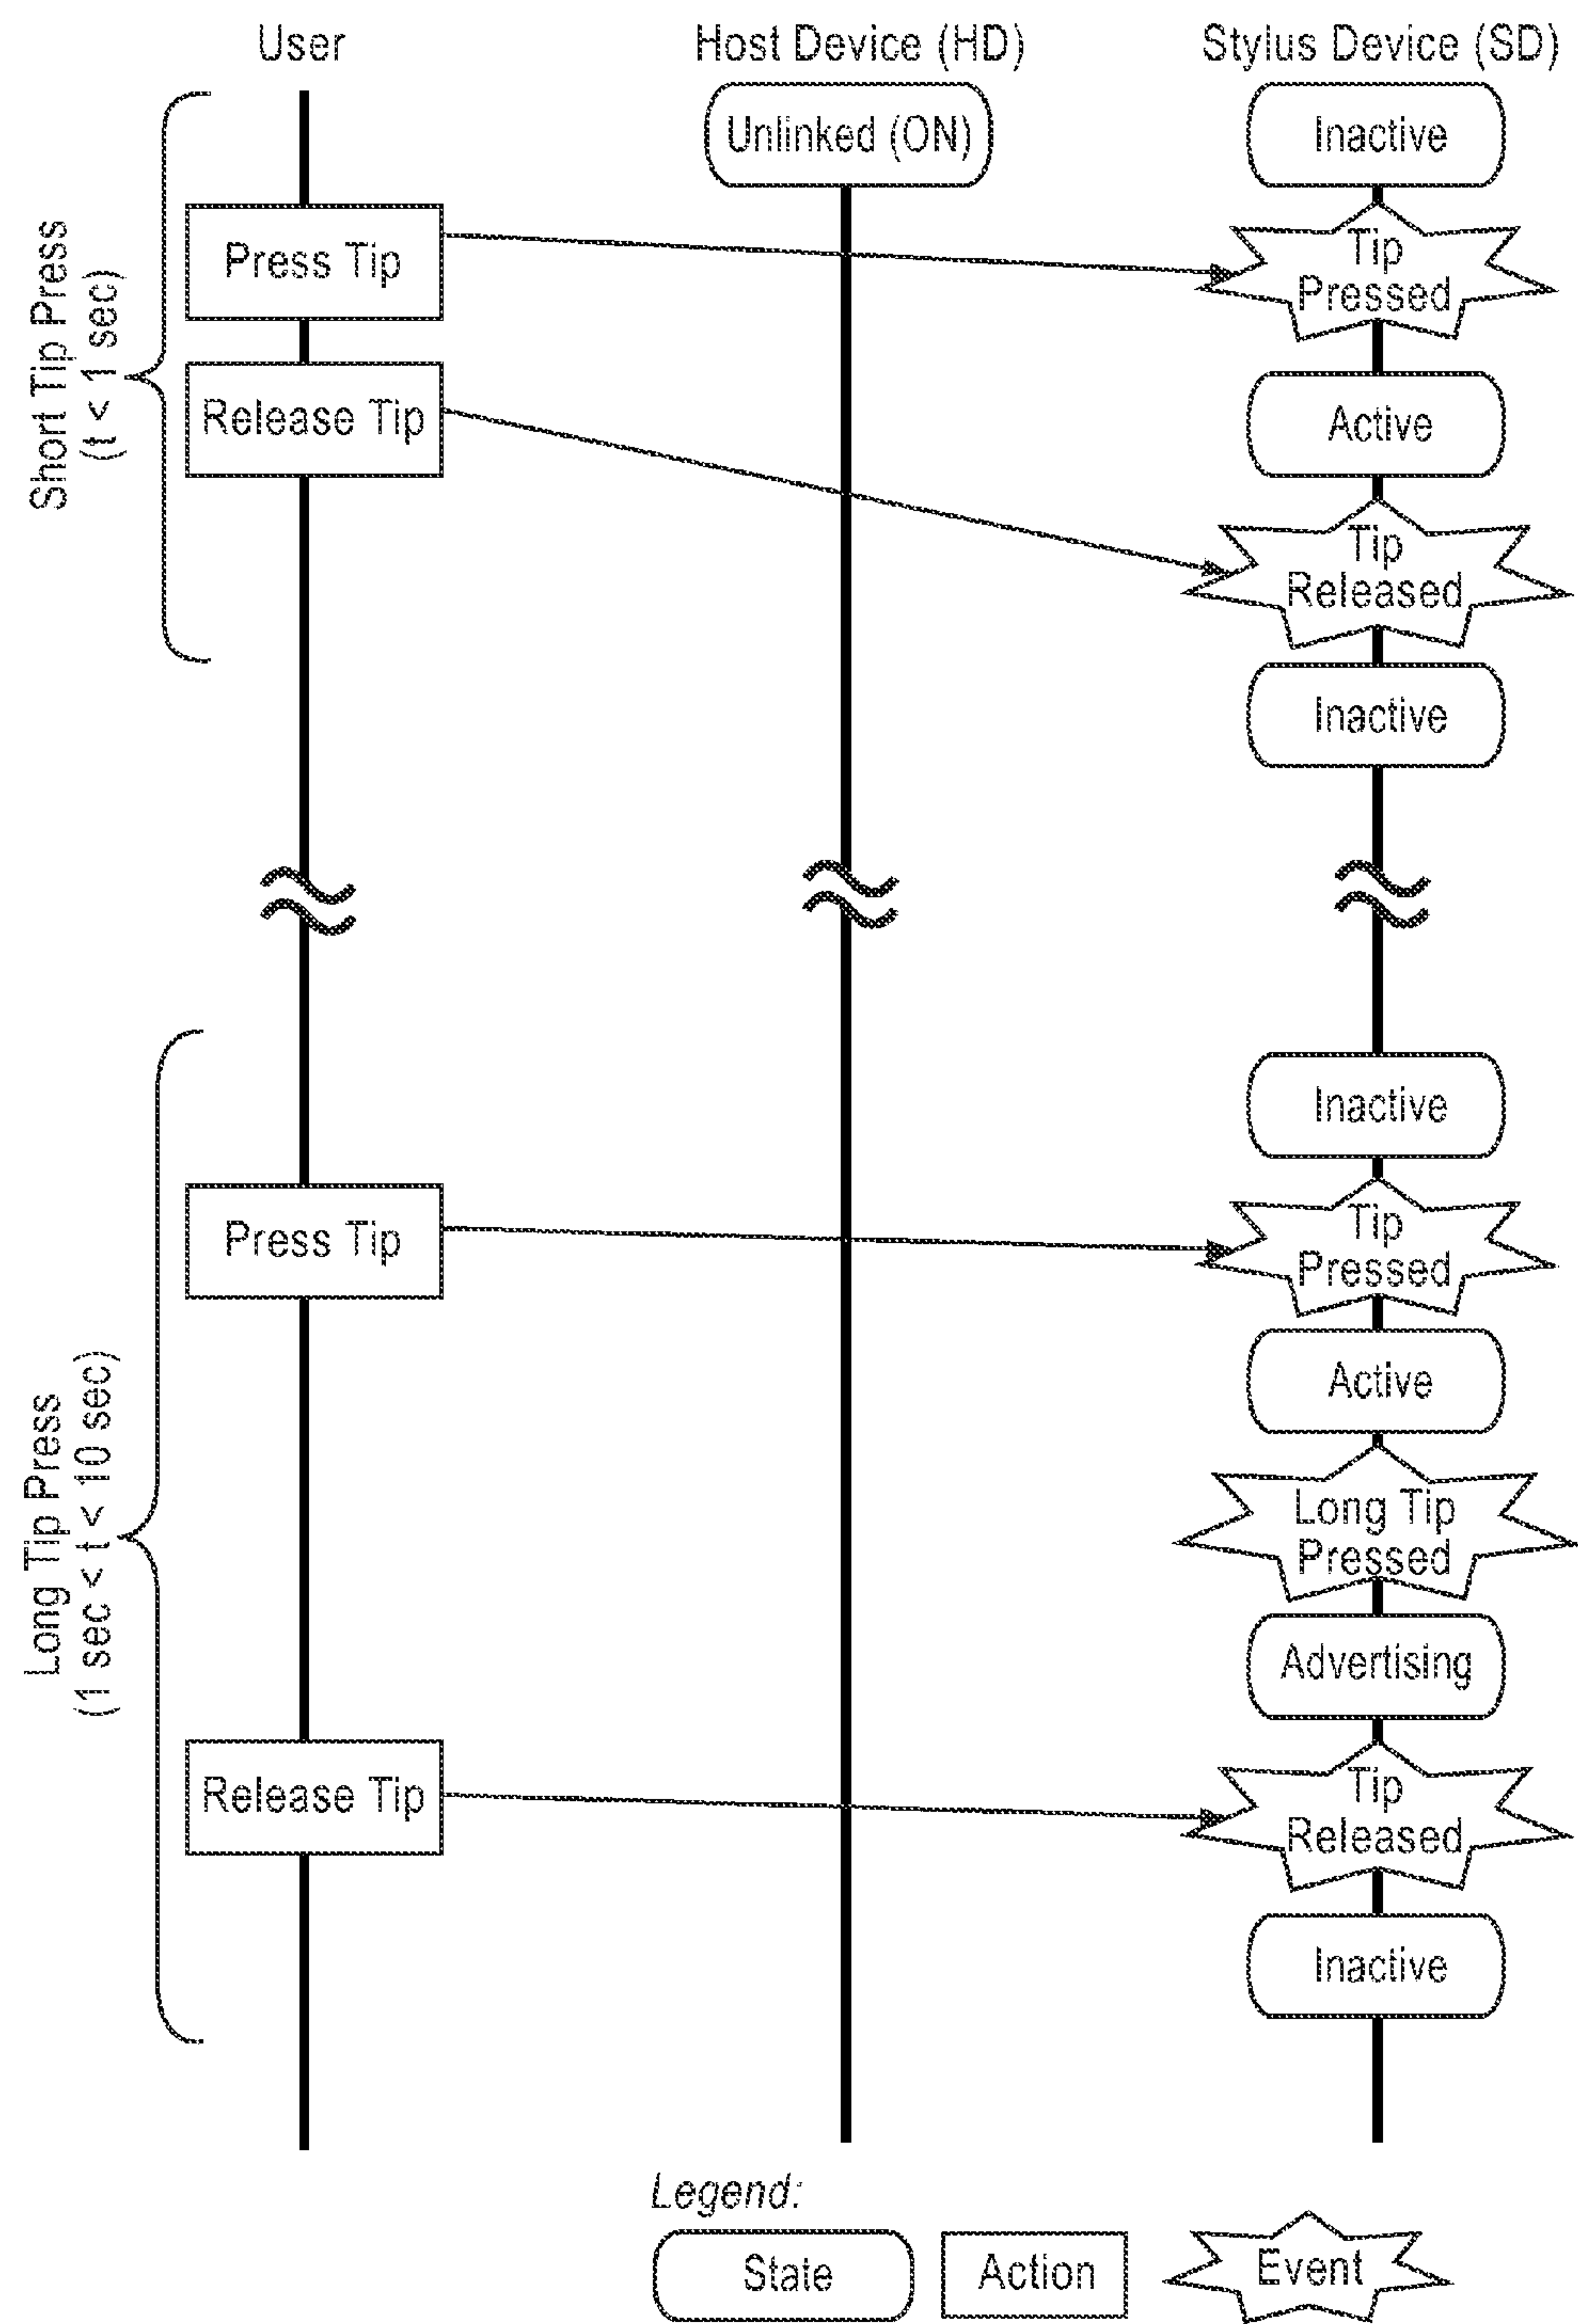 User
Host Device (HD)
Stylus Device (SD)
Unlinked (ON)
Inactive
Short Tip Press
(t < 1 sec)
Press Tip
Tip
Pressed
Release Tip
Active
Tip
Released
Inactive
Long Tip Press
(1 sec < t < 10 sec)
Inactive
Press Tip
Tip
Pressed
Active
Long Tip
Pressed
Advertising
Release Tip
Tip
Released
Inactive
Legend:
State
Action
Event